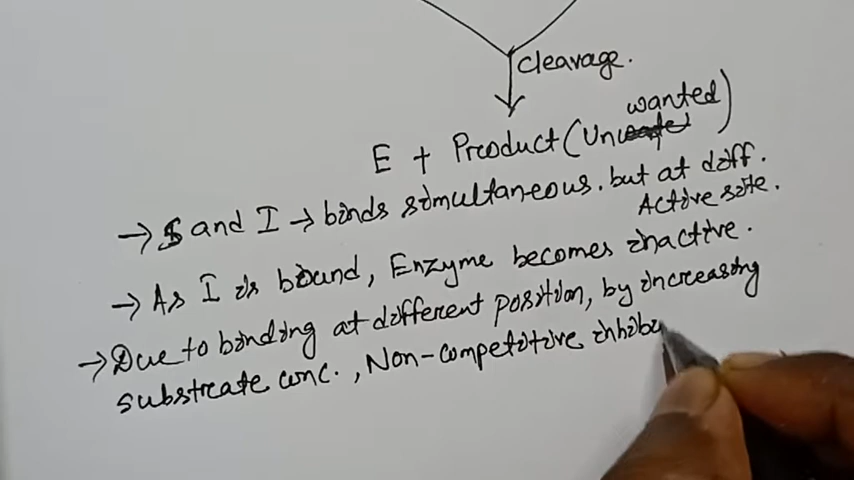 cleavage.
wanted
E + Product (Un )
→ S and I → binds simultaneous. but at diff.
Active site.
→ As I is bound, Enzyme becomes inactive.
→ Due to binding at different position, by increasing
substrate conc., Non-competitive inhib